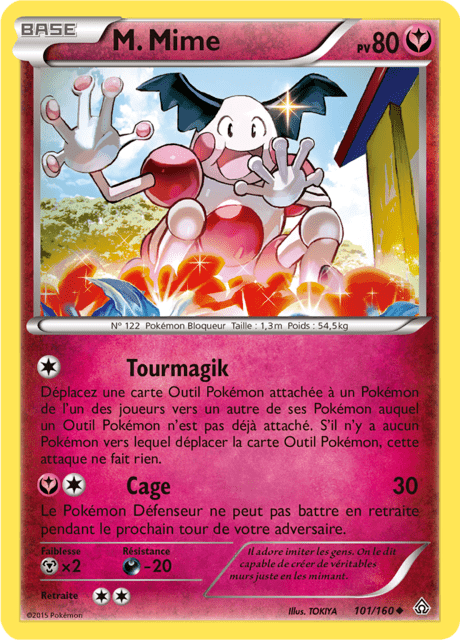 BASE
M. Mime
PV80
N° 122 Pokémon Bloqueur Taille : 1,3m Poids : 54,5kg
Tourmagik
Déplacez une carte Outil Pokémon attachée à un Pokémon
de l'un des joueurs vers un autre de ses Pokémon auquel
un Outil Pokémon n'est pas déjà attaché. S'il n'y a aucun
Pokémon vers lequel déplacer la carte Outil Pokémon, cette
attaque ne fait rien.
Cage 30
Le Pokémon Défenseur ne peut pas battre en retraite
pendant le prochain tour de votre adversaire.
Faiblesse Résistance
×2 -20
Il adore imiter les gens. On le dit
capable de créer de véritables
murs juste en les mimant.
Retraite
©2015 Pokémon Illus. TOKIYA 101/160